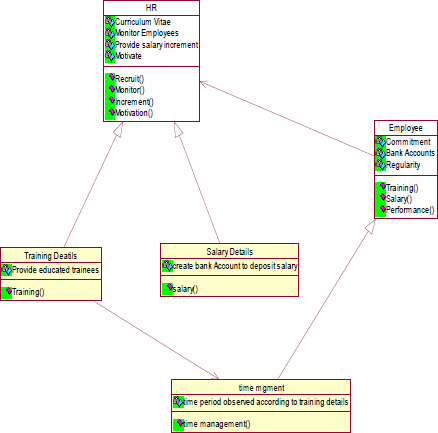 HR
Curriculum Vitae
Monitor Employees
Provide salary increment
Motivate
Recruit()
Monitor()
increment()
Motivation()
Employee
Commitment
Bank Accounts
Regularity
Training()
Salary()
Performance()
Training Deatils
Provide educated trainees
Training()
Salary Details
create bank Account to deposit salary
salary()
time mgment
time period observed according to training details
time management()